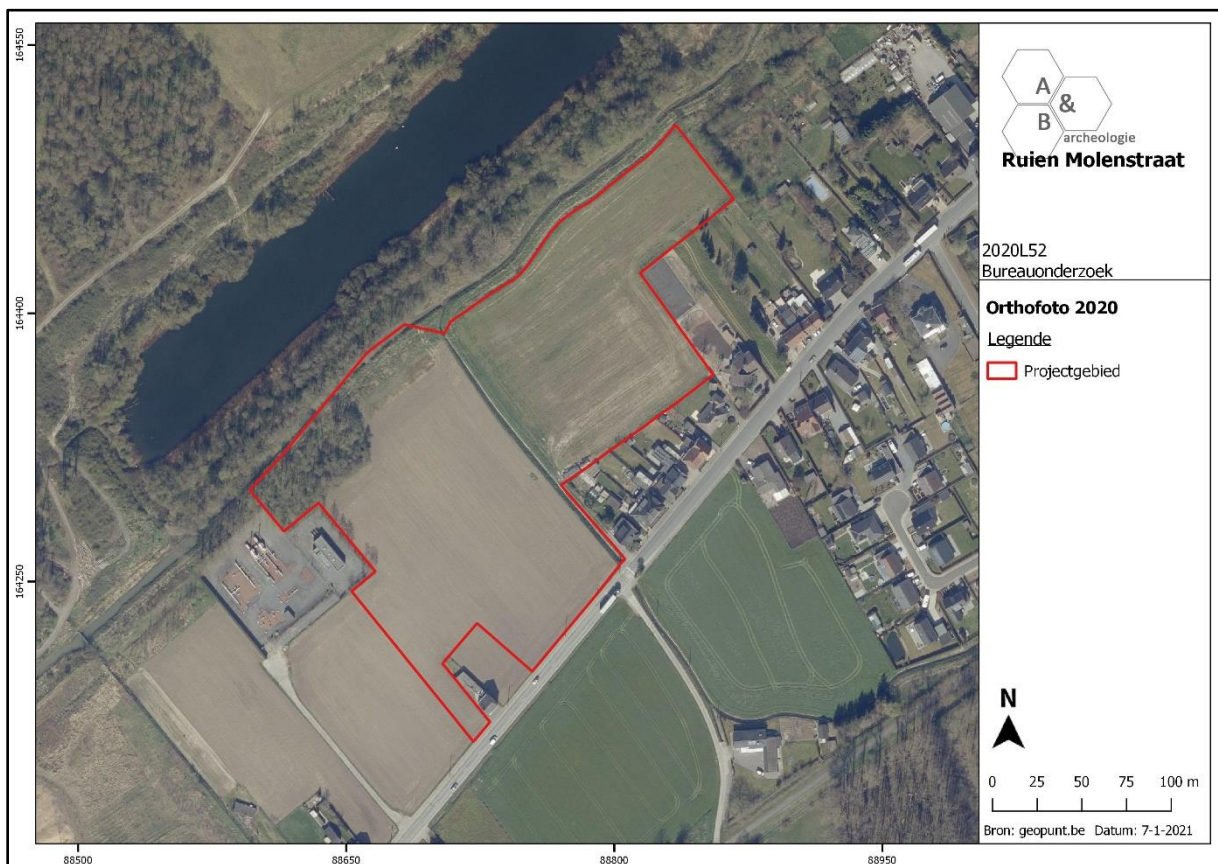 A &
B
archeologie
Ruien Molenstraat
2020L52
Bureauonderzoek
Orthofoto 2020
Legende
Projectgebied
N
0 25 50 75 100 m
Bron: geopunt.be Datum: 7-1-2021
164550
164400
164250
88500 88650 88800 88950